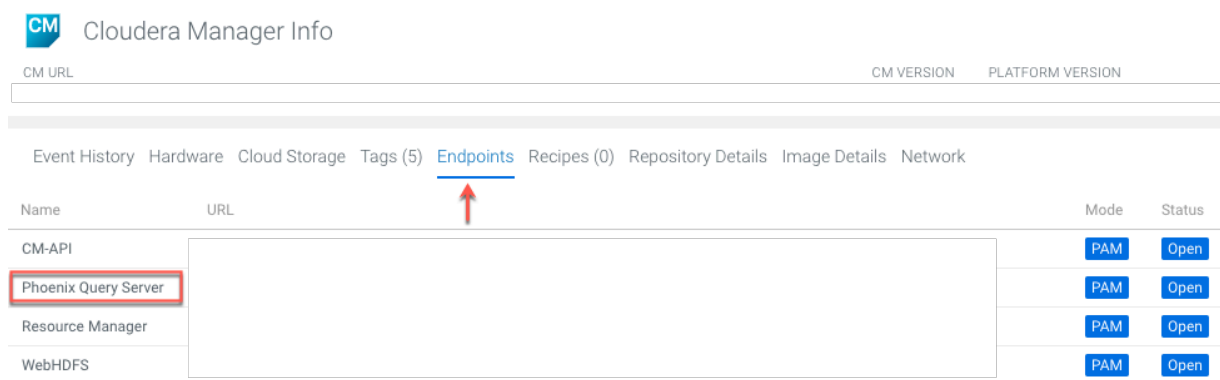 CM Cloudera Manager Info
CM URL CM VERSION PLATFORM VERSION
Event History Hardware Cloud Storage Tags (5) Endpoints Recipes (0) Repository Details Image Details Network
Name URL Mode Status
CM-API PAM Open
Phoenix Query Server PAM Open
Resource Manager PAM Open
WebHDFS PAM Open